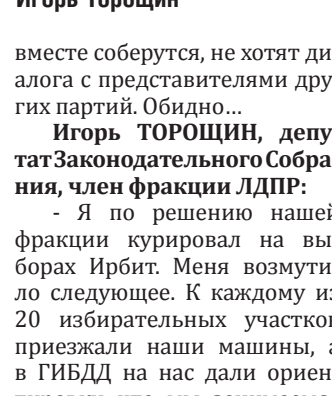 Игорь Торощин
вместе соберутся, не хотят ди
алога с представителями дру
гих партий. Обидно...
Игорь ТОРОЩИН, депу
тат Законодательного Собра
ния, член фракции ЛДПР:
- Я по решению нашей
фракции курировал на вы
борах Ирбит. Меня возмути
ло следующее. К каждому из
20 избирательных участков
приезжали наши машины, а
в ГИБДД на нас дали ориен